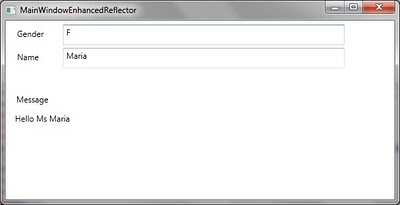 MainWindowEnhancedReflector
Gender F
Name Maria
Message
Hello Ms Maria